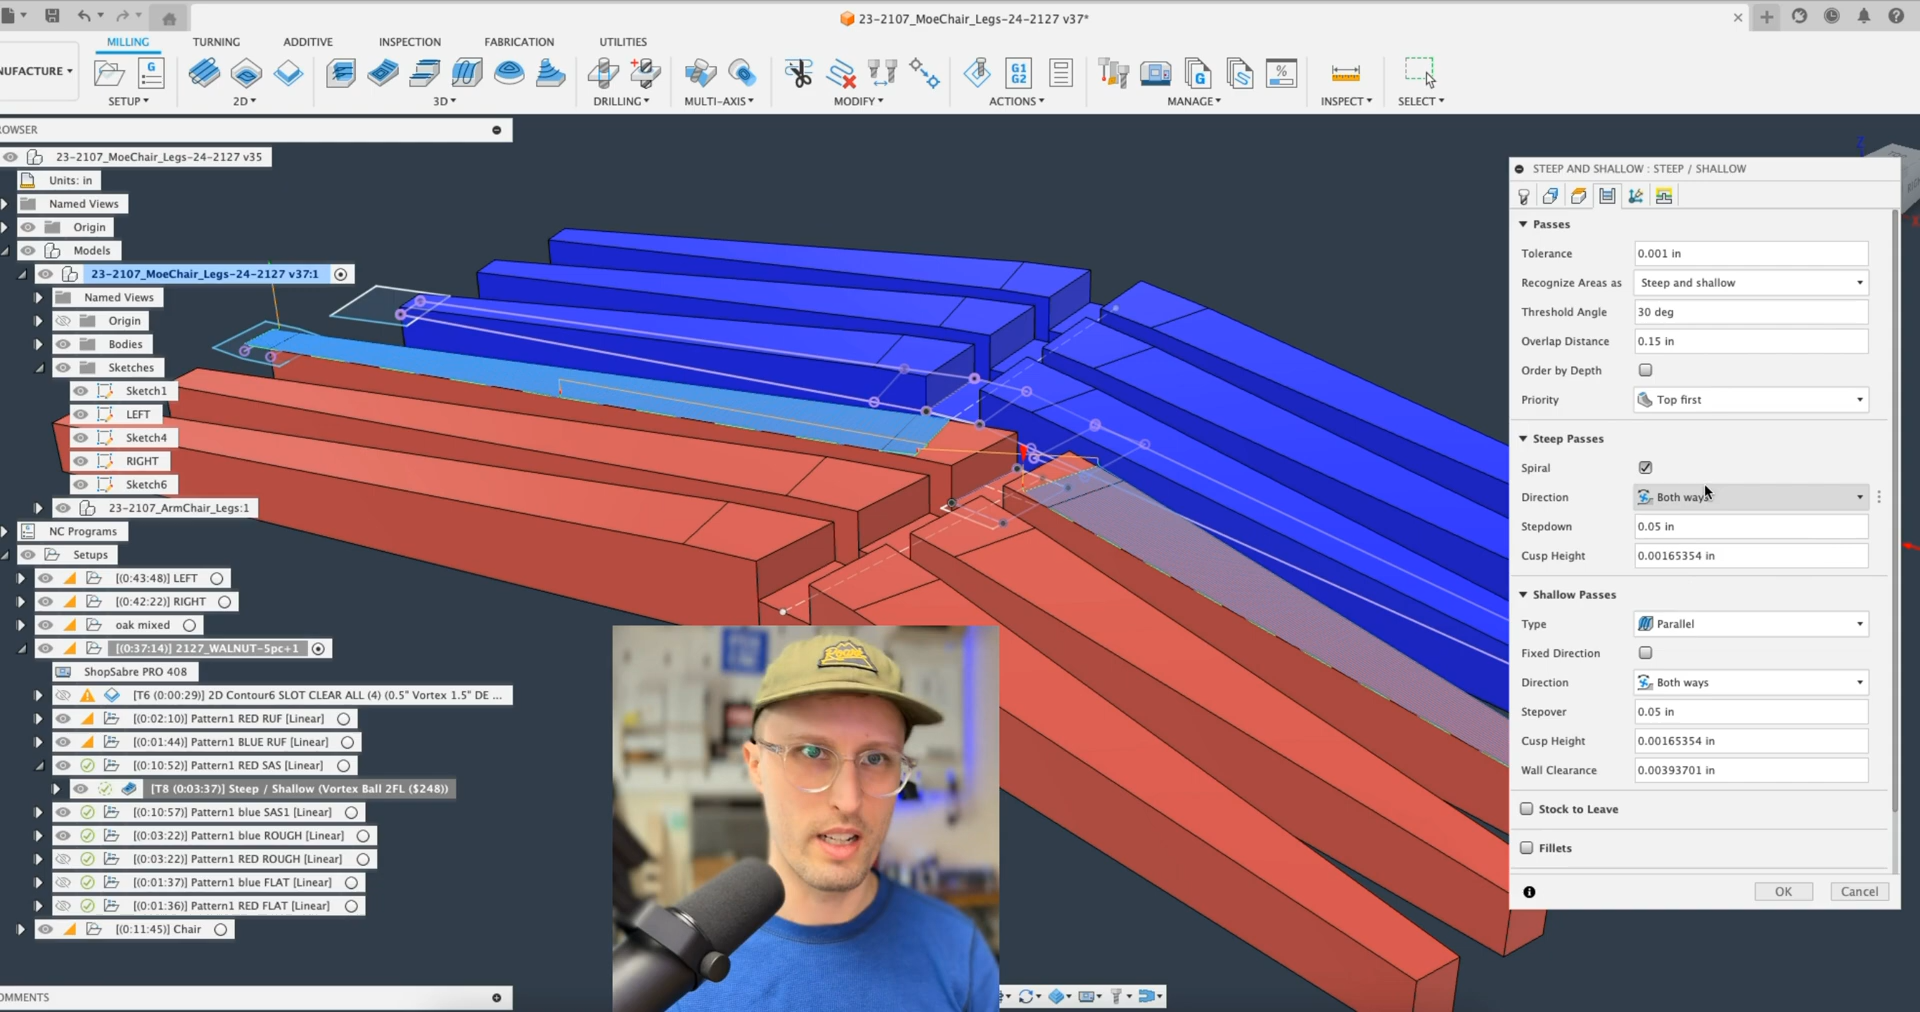 23-2107_MoeChair_Legs-24-2127 v37*
MILLING
TURNING
ADDITIVE
INSPECTION
FABRICATION
UTILITIES
NUFACTURE
SETUP
2D
3D
DRILLING
MULTI-AXIS
MODIFY
ACTIONS
MANAGE
INSPECT
SELECT
ROWSER
23-2107_MoeChair_Legs-24-2127 v35
Units: in
Named Views
Origin
Models
23-2107_MoeChair_Legs-24-2127 v37:1
Named Views
Origin
Bodies
Sketches
Sketch1
LEFT
Sketch4
RIGHT
Sketch6
23-2107_ArmChair_Legs:1
NC Programs
Setups
[(0:43:48)] LEFT
[(0:42:22)] RIGHT
oak mixed
[(0:37:14)] 2127_WALNUT-5pc+1
ShopSabre PRO 408
[T6 (0:00:29)] 2D Contour6 SLOT CLEAR ALL (4) (0.5" Vortex 1.5" DE ...
[(0:02:10)] Pattern1 RED RUF [Linear]
[(0:01:44)] Pattern1 BLUE RUF [Linear]
[(0:10:52)] Pattern1 RED SAS [Linear]
[T8 (0:03:37)] Steep / Shallow (Vortex Ball 2FL ($248))
[(0:10:57)] Pattern1 blue SAS1 [Linear]
[(0:03:22)] Pattern1 blue ROUGH [Linear]
[(0:03:22)] Pattern1 RED ROUGH [Linear]
[(0:01:37)] Pattern1 blue FLAT [Linear]
[(0:01:36)] Pattern1 RED FLAT [Linear]
[(0:11:45)] Chair
OMMENTS
STEEP AND SHALLOW : STEEP / SHALLOW
Passes
Tolerance 0.001 in
Recognize Areas as Steep and shallow
Threshold Angle 30 deg
Overlap Distance 0.15 in
Order by Depth
Priority Top first
Steep Passes
Spiral
Direction Both ways
Stepdown 0.05 in
Cusp Height 0.00165354 in
Shallow Passes
Type Parallel
Fixed Direction
Direction Both ways
Stepover 0.05 in
Cusp Height 0.00165354 in
Wall Clearance 0.00393701 in
Stock to Leave
Fillets
OK
Cancel